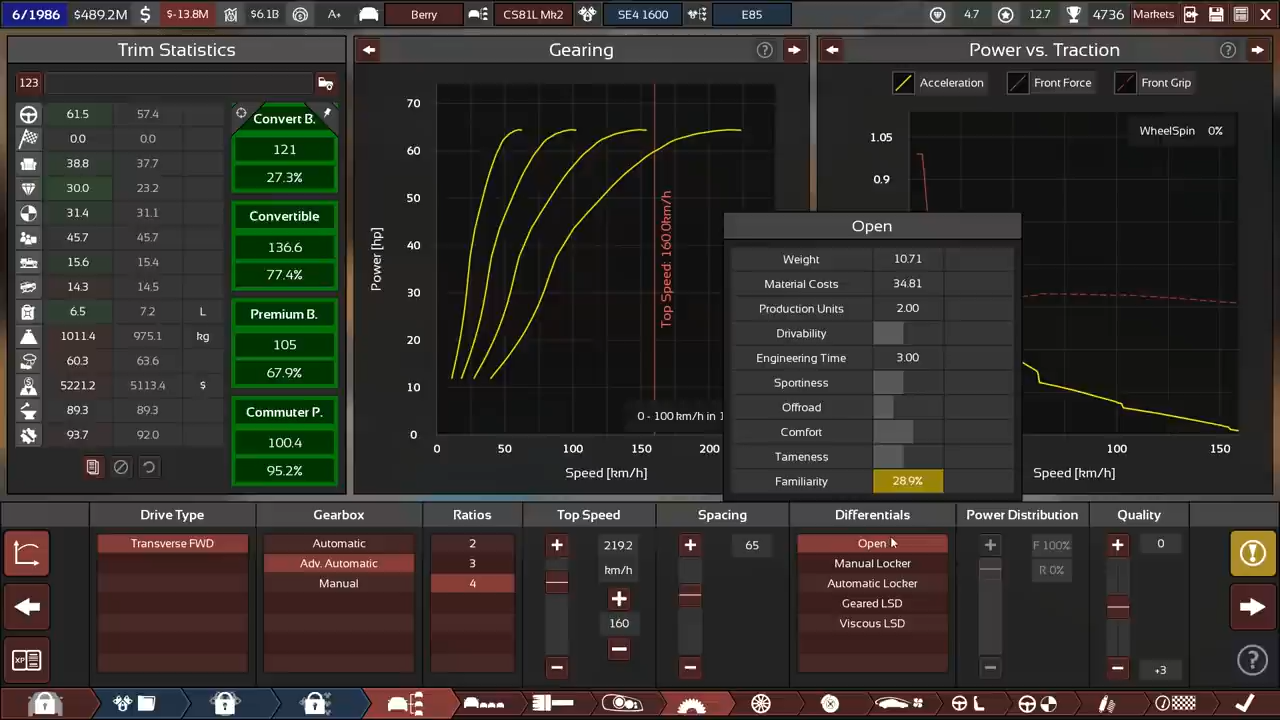 6/1986 $489.2M $-13.8M $6.1B A+ Berry CS81L Mk2 SE4 1600 E85 4.7 12.7 4736 Markets
Trim Statistics
123
61.5 57.4
0.0 0.0
38.8 37.7
30.0 23.2
31.4 31.1
45.7 45.7
15.6 15.4
14.3 14.5
6.5 7.2 L
1011.4 975.1 kg
60.3 63.6
5221.2 5113.4 $
89.3 89.3
93.7 92.0
Convert B.
121
27.3%
Convertible
136.6
77.4%
Premium B.
105
67.9%
Commuter P.
100.4
95.2%
Gearing ?
70
60
50
40
30
20
10
0
Power [hp]
Top Speed: 160.0km/h
0 - 100 km/h in 1
0 50 100 150 200
Speed [km/h]
Power vs. Traction ?
Acceleration Front Force Front Grip
WheelSpin 0%
1.05
0.9
100 150
Speed [km/h]
Open
Weight 10.71
Material Costs 34.81
Production Units 2.00
Drivability
Engineering Time 3.00
Sportiness
Offroad
Comfort
Tameness
Familiarity 28.9%
Drive Type
Transverse FWD
Gearbox
Automatic
Adv. Automatic
Manual
Ratios
2
3
4
Top Speed
+ 219.2
km/h
+
160
−
−
Spacing
+ 65
−
Differentials
Open
Manual Locker
Automatic Locker
Geared LSD
Viscous LSD
Power Distribution
+ F 100%
R 0%
−
Quality
+ 0
− +3
XP
?